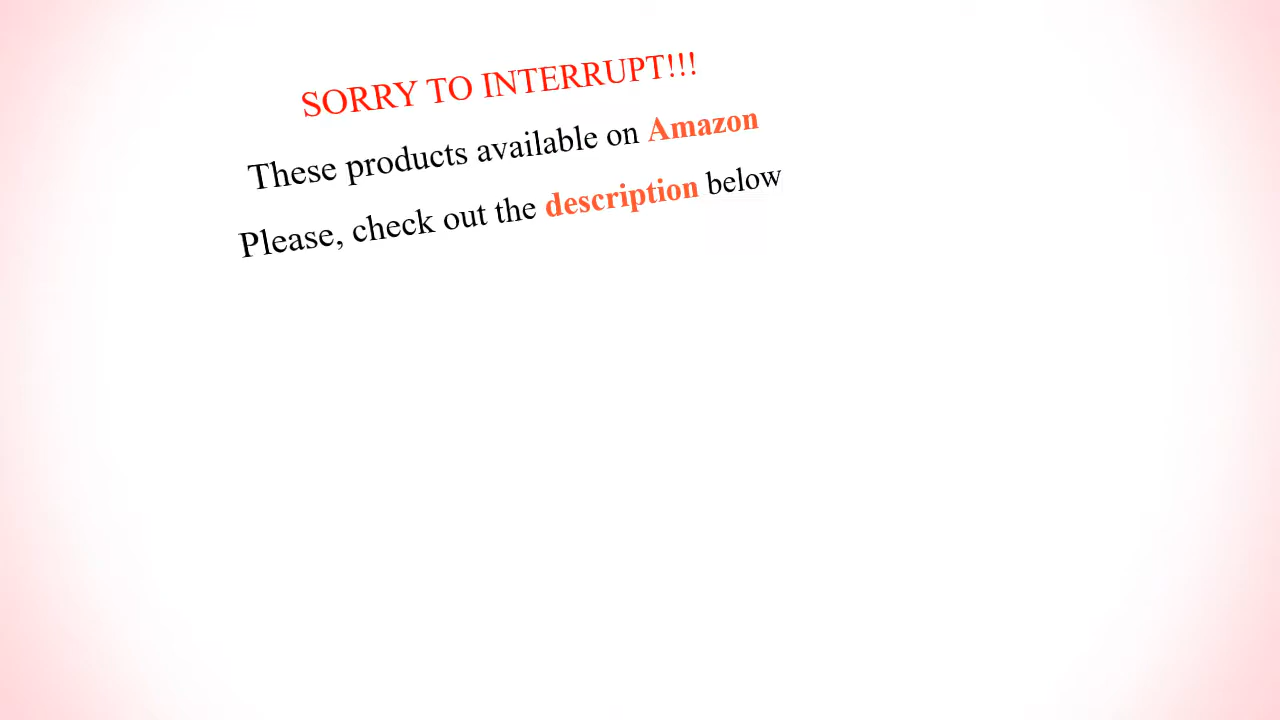 SORRY TO INTERRUPT!!!
These products available on Amazon
Please, check out the description below